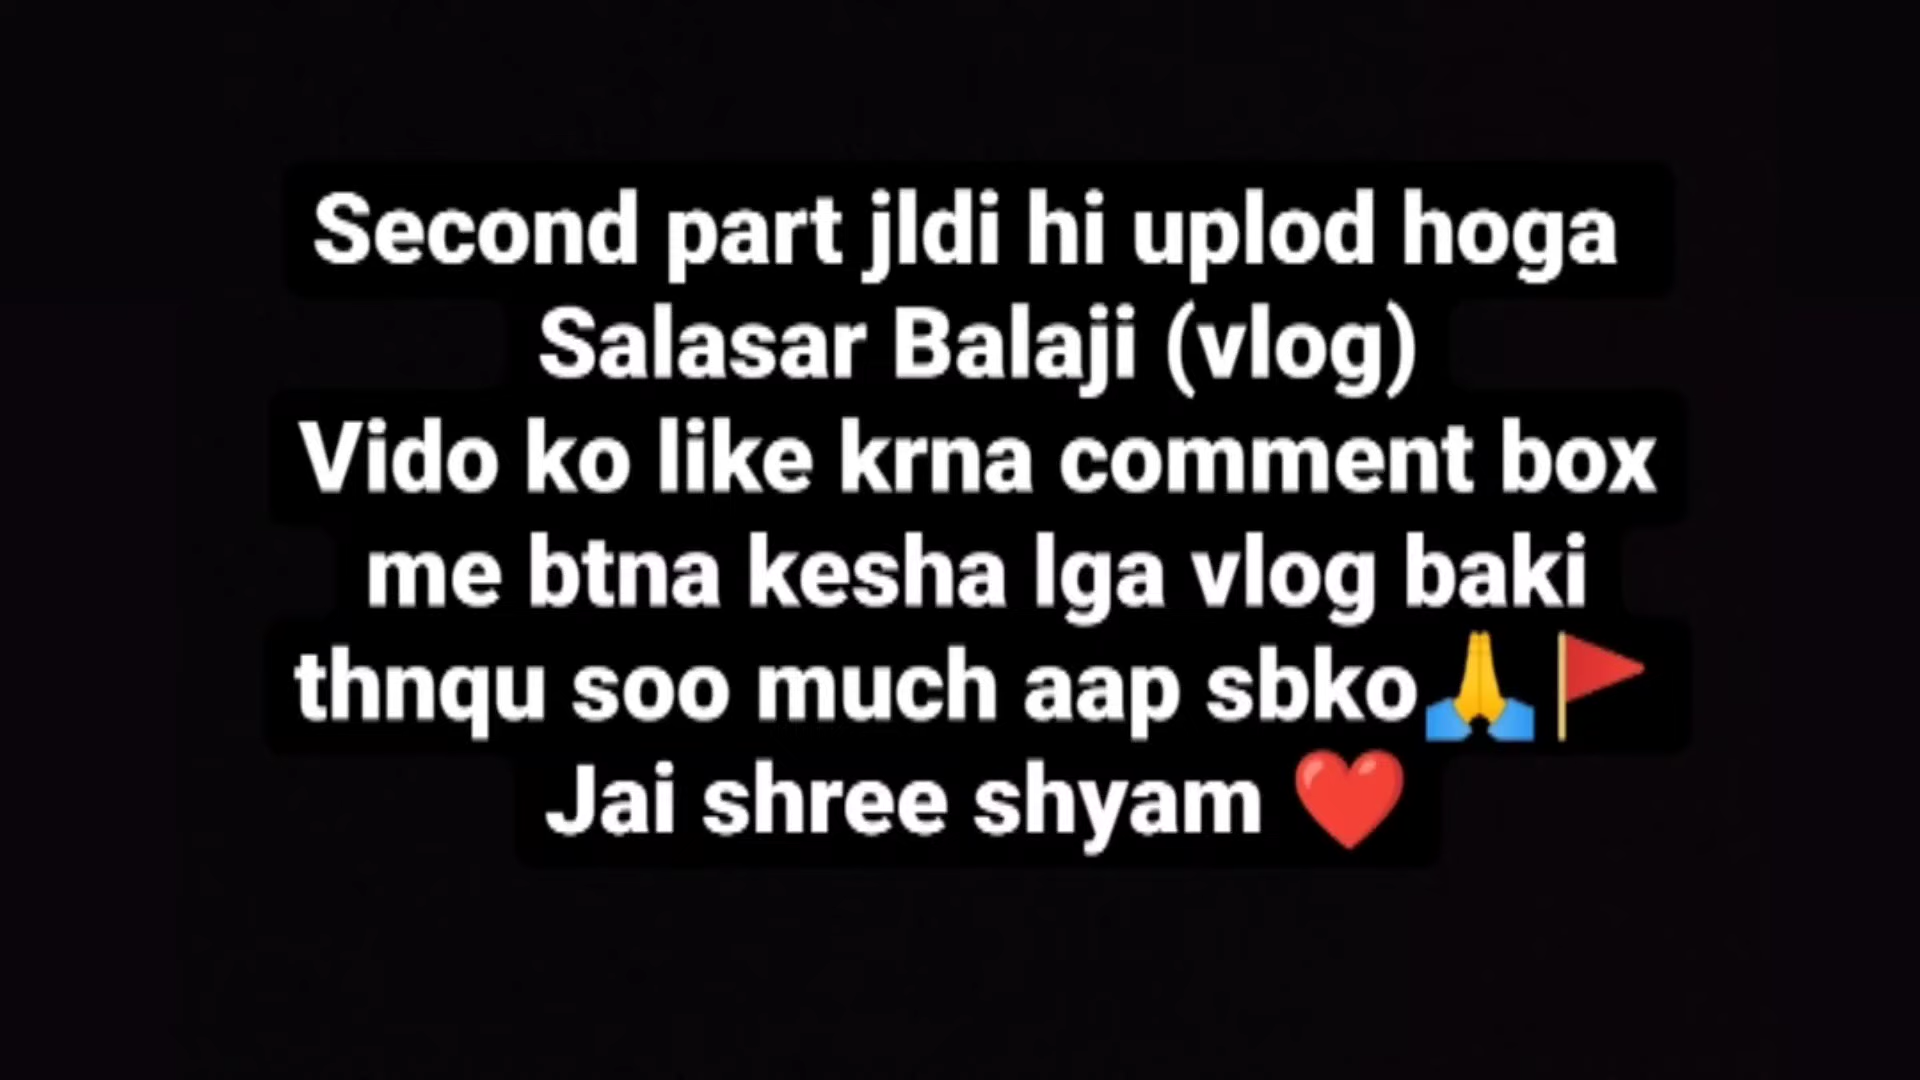 Second part jldi hi uplod hoga
Salasar Balaji (vlog)
Vido ko like krna comment box
me btna kesha lga vlog baki
thnqu soo much aap sbko🙏🚩
Jai shree shyam ❤️